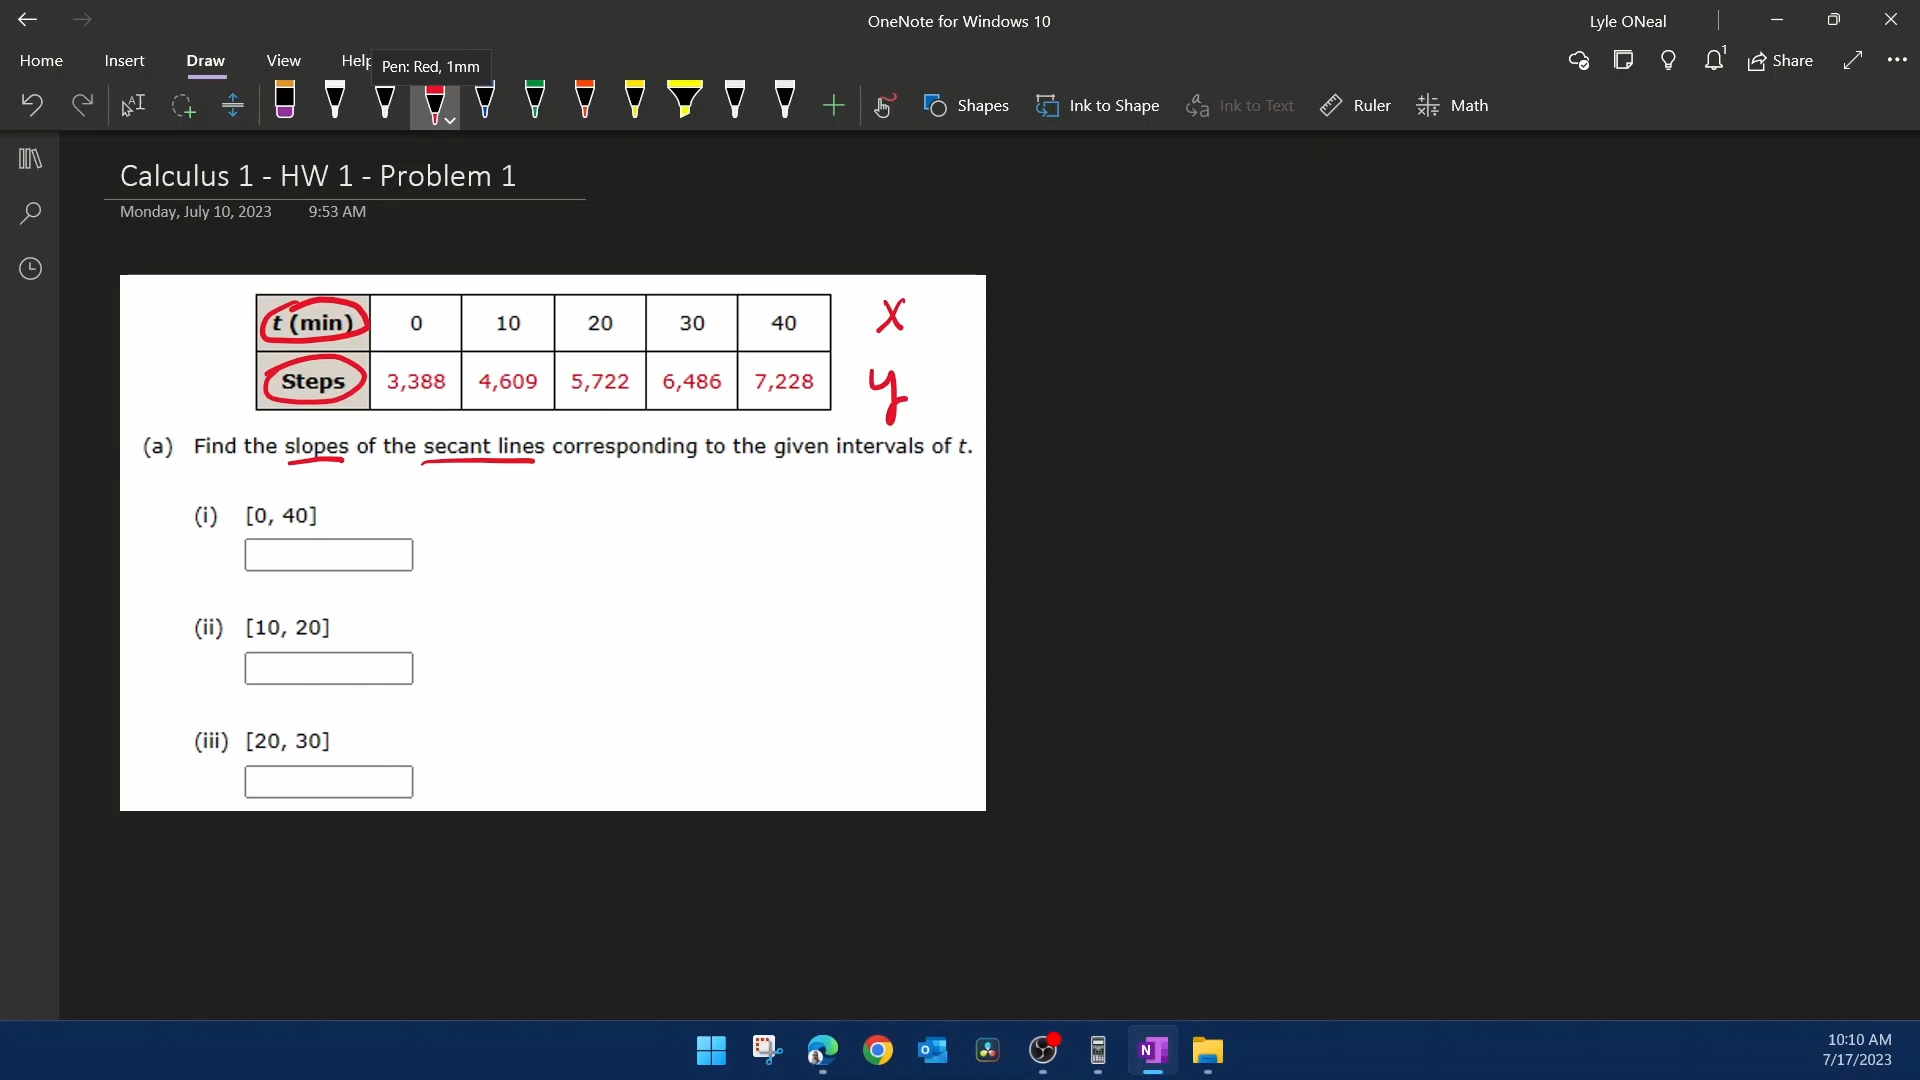 OneNote for Windows 10
Lyle ONeal
Home Insert Draw View Help
Pen: Red, 1mm
1
Share
Shapes
Ink to Shape
Ink to Text
Ruler
Math
Calculus 1 - HW 1 - Problem 1
Monday, July 10, 2023 9:53 AM
t (min) 0 10 20 30 40 x
Steps 3,388 4,609 5,722 6,486 7,228 y
(a) Find the slopes of the secant lines corresponding to the given intervals of t.
(i) [0, 40]
(ii) [10, 20]
(iii) [20, 30]
10:10 AM
7/17/2023